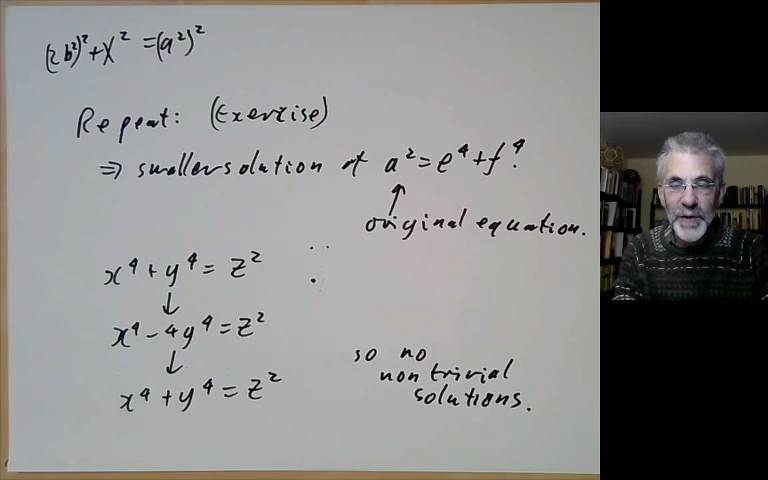 (2b²)² + x² = (a²)²
Repeat: (Exercise)
⇒ smaller solution of a² = e⁴ + f⁴.
↑
original equation.
x⁴ + y⁴ = z²
↓
x⁴ - 4y⁴ = z²
↓
x⁴ + y⁴ = z²
so no
non trivial
solutions.